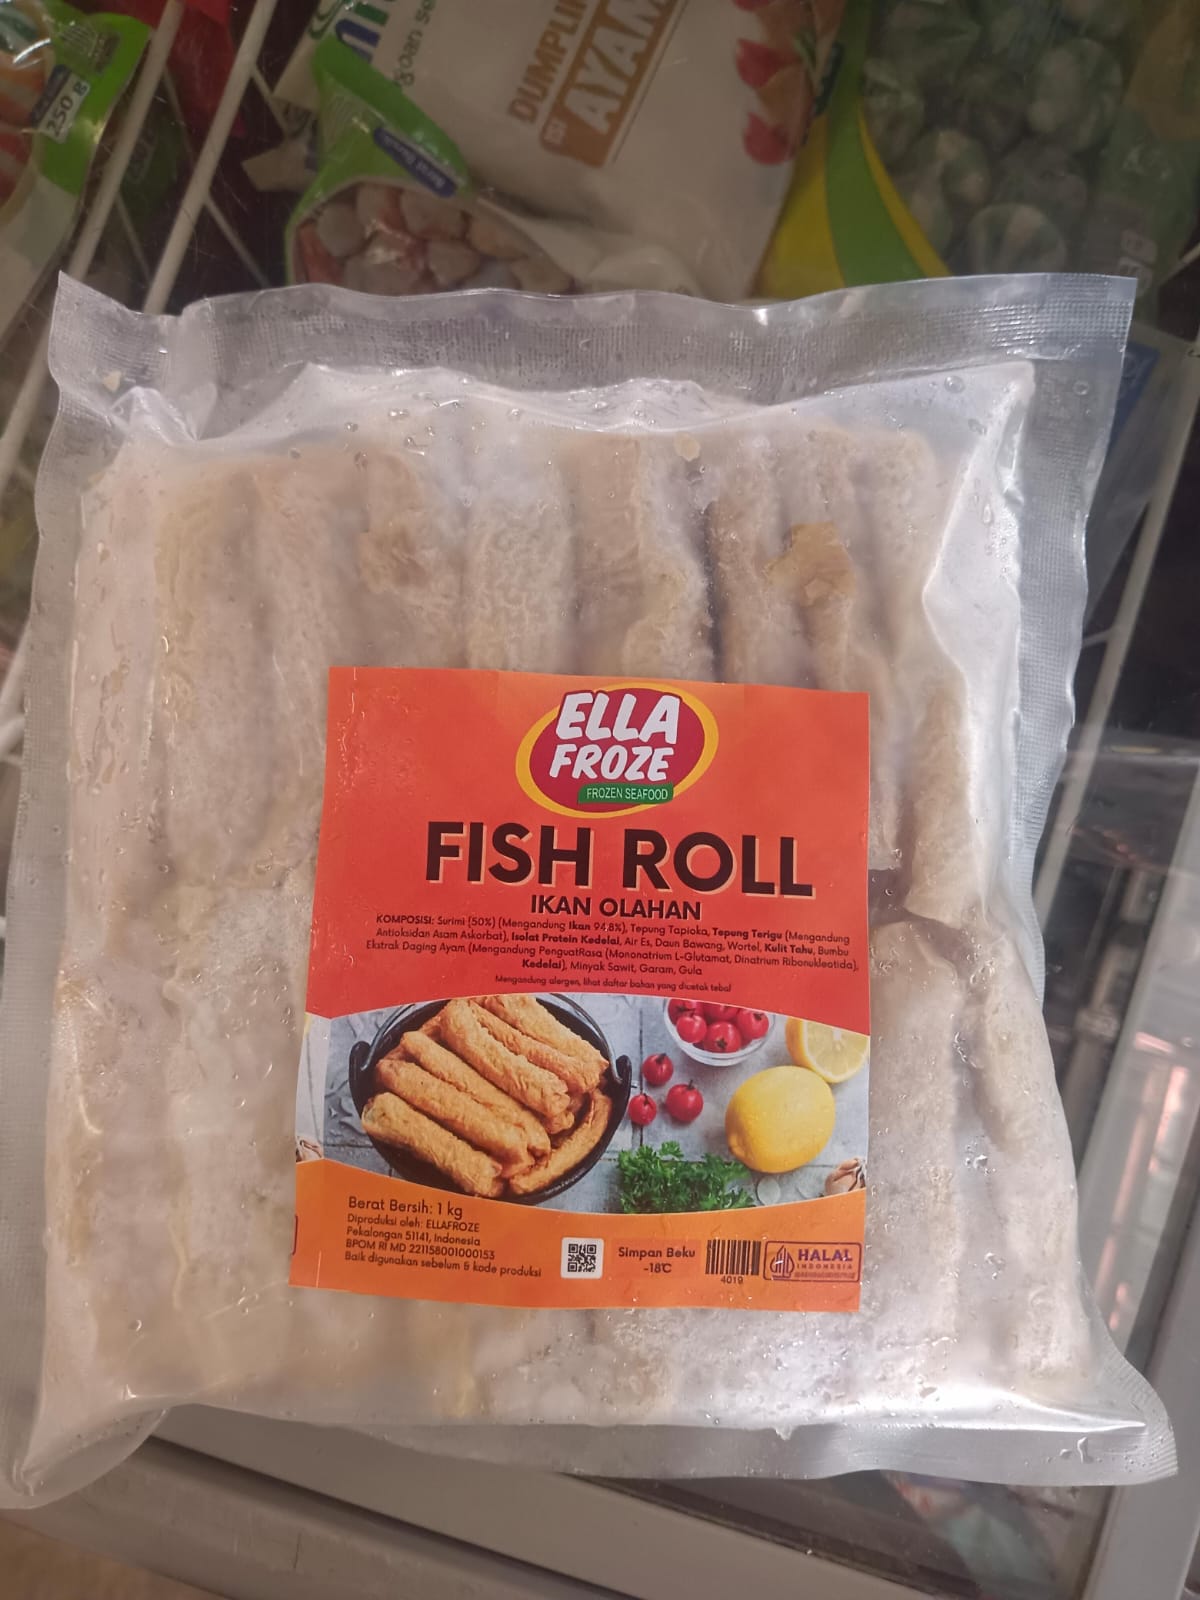 250 g
DUMPLING
AYAM
ELLA
FROZE
FROZEN SEAFOOD
FISH ROLL
IKAN OLAHAN
KOMPOSISI: Surimi (50%) (Mengandung Ikan 94,8%), Tepung Tapioka, Tepung Terigu (Mengandung
Antioksidan Asam Askorbat), Isolat Protein Kedelai, Air Es, Daun Bawang, Wortel, Kulit Tahu, Bumbu
Ekstrak Daging Ayam (Mengandung PenguatRasa (Mononatrium L-Glutamat, Dinatrium Ribonukleotida),
Kedelai), Minyak Sawit, Garam, Gula
Mengandung alergen, lihat daftar bahan yang dicetak tebal
Berat Bersih: 1 kg
Diproduksi oleh: ELLAFROZE
Pekalongan 51141, Indonesia
BPOM RI MD 221158001000153
Baik digunakan sebelum & kode produksi
Simpan Beku
-18°C
4019
HALAL
INDONESIA